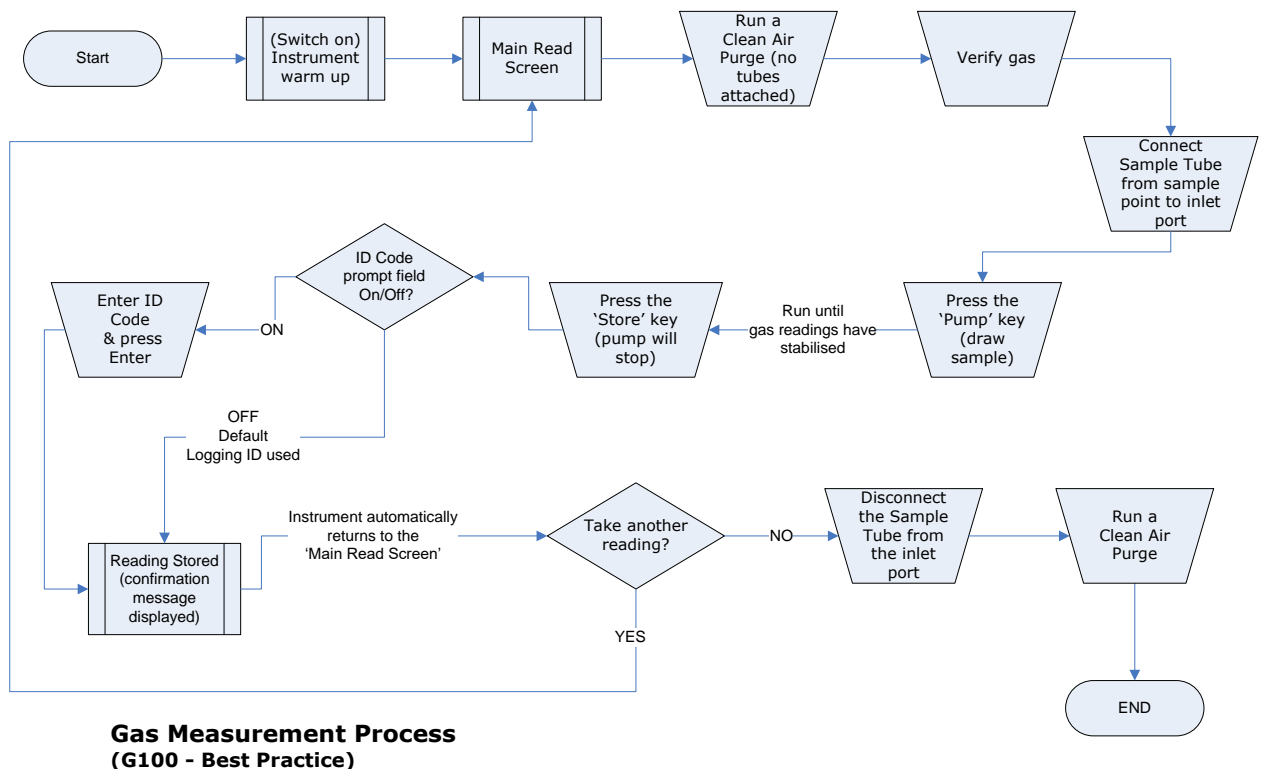 Start
(Switch on)
Instrument
warm up
Main Read
Screen
Run a
Clean Air
Purge (no
tubes
attached)
Verify gas
Connect
Sample Tube
from sample
point to inlet
port
Press the
‘Pump’ key
(draw
sample)
Run until
gas readings have
stabilised
Press the
‘Store’ key
(pump will
stop)
ID Code
prompt field
On/Off?
ON
Enter ID
Code
& press
Enter
OFF
Default
Logging ID used
Reading Stored
(confirmation
message
displayed)
Instrument automatically
returns to the
‘Main Read Screen’
Take another
reading?
NO
Disconnect
the Sample
Tube from
the inlet
port
Run a
Clean Air
Purge
YES
END
Gas Measurement Process
(G100 - Best Practice)